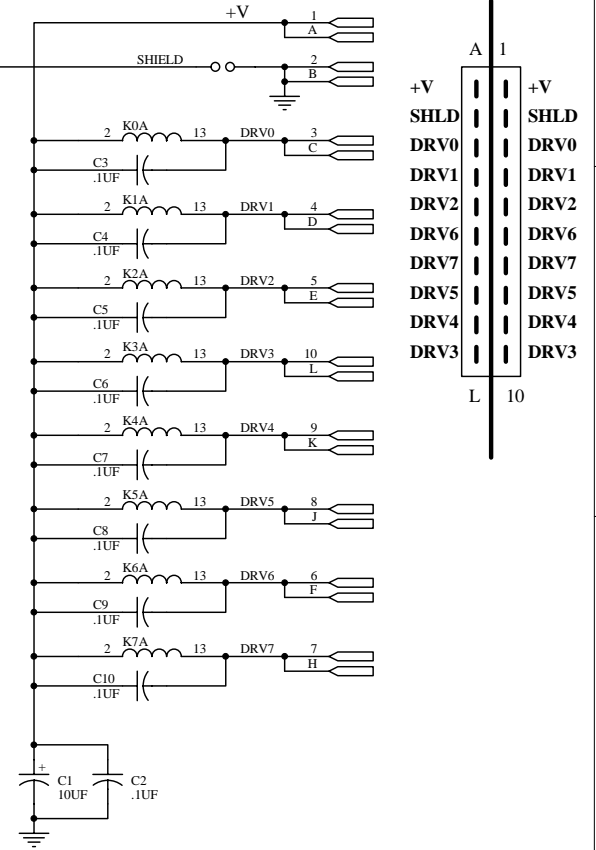 +V 1
A
SHIELD 2
B
2 K0A 13 DRV0 3
C3 C
.1UF
2 K1A 13 DRV1 4
C4 D
.1UF
2 K2A 13 DRV2 5
C5 E
.1UF
2 K3A 13 DRV3 10
C6 L
.1UF
2 K4A 13 DRV4 9
C7 K
.1UF
2 K5A 13 DRV5 8
C8 J
.1UF
2 K6A 13 DRV6 6
C9 F
.1UF
2 K7A 13 DRV7 7
C10 H
.1UF
+
C1 C2
10UF .1UF
A 1
+V +V
SHLD SHLD
DRV0 DRV0
DRV1 DRV1
DRV2 DRV2
DRV6 DRV6
DRV7 DRV7
DRV5 DRV5
DRV4 DRV4
DRV3 DRV3
L 10